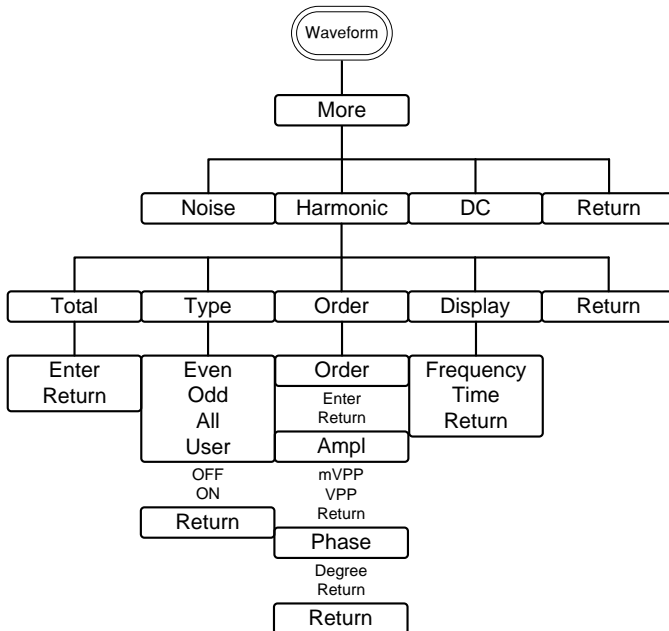 Waveform
More
Noise
Harmonic
DC
Return
Total
Type
Order
Display
Return
Enter
Return
Even
Odd
All
User
OFF
ON
Return
Order
Enter
Return
Ampl
mVPP
VPP
Return
Phase
Degree
Return
Return
Frequency
Time
Return